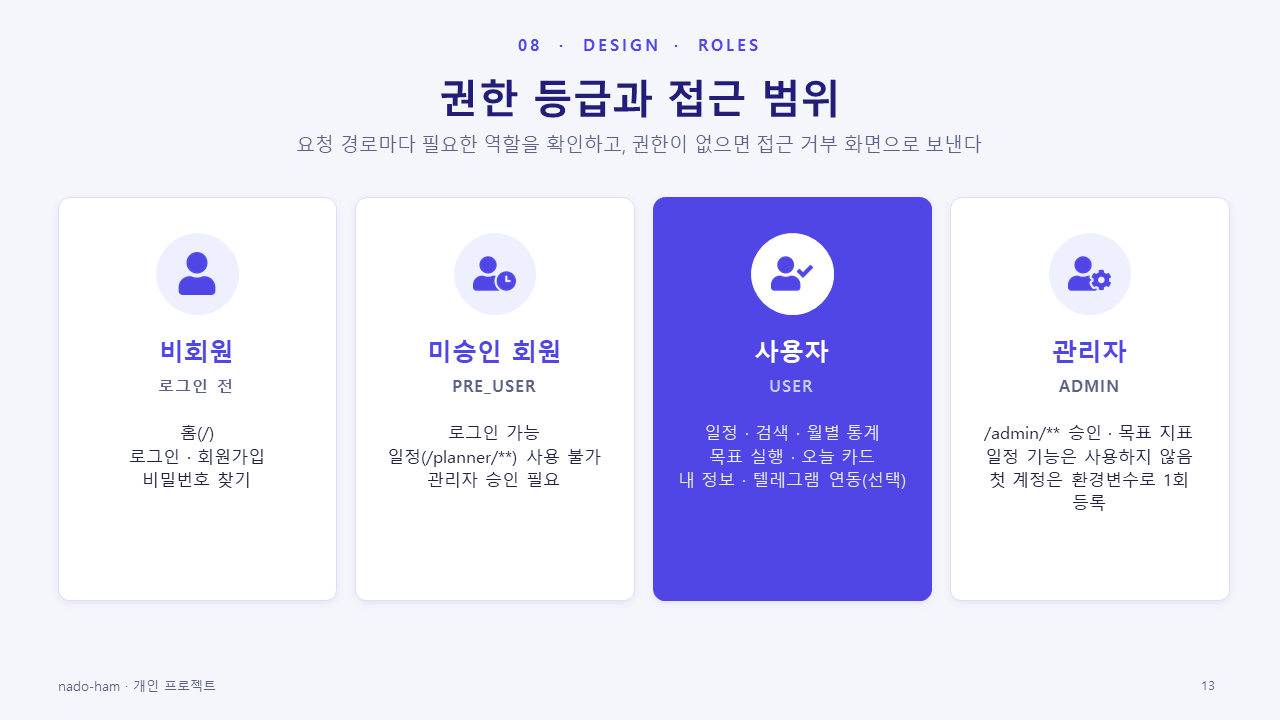 08 · DESIGN · ROLES
권한 등급과 접근 범위
요청 경로마다 필요한 역할을 확인하고, 권한이 없으면 접근 거부 화면으로 보낸다
비회원
로그인 전
홈(/)
로그인 · 회원가입
비밀번호 찾기
미승인 회원
PRE_USER
로그인 가능
일정(/planner/**) 사용 불가
관리자 승인 필요
사용자
USER
일정 · 검색 · 월별 통계
목표 실행 · 오늘 카드
내 정보 · 텔레그램 연동(선택)
관리자
ADMIN
/admin/** 승인 · 목표 지표
일정 기능은 사용하지 않음
첫 계정은 환경변수로 1회
등록
nado-ham · 개인 프로젝트
13